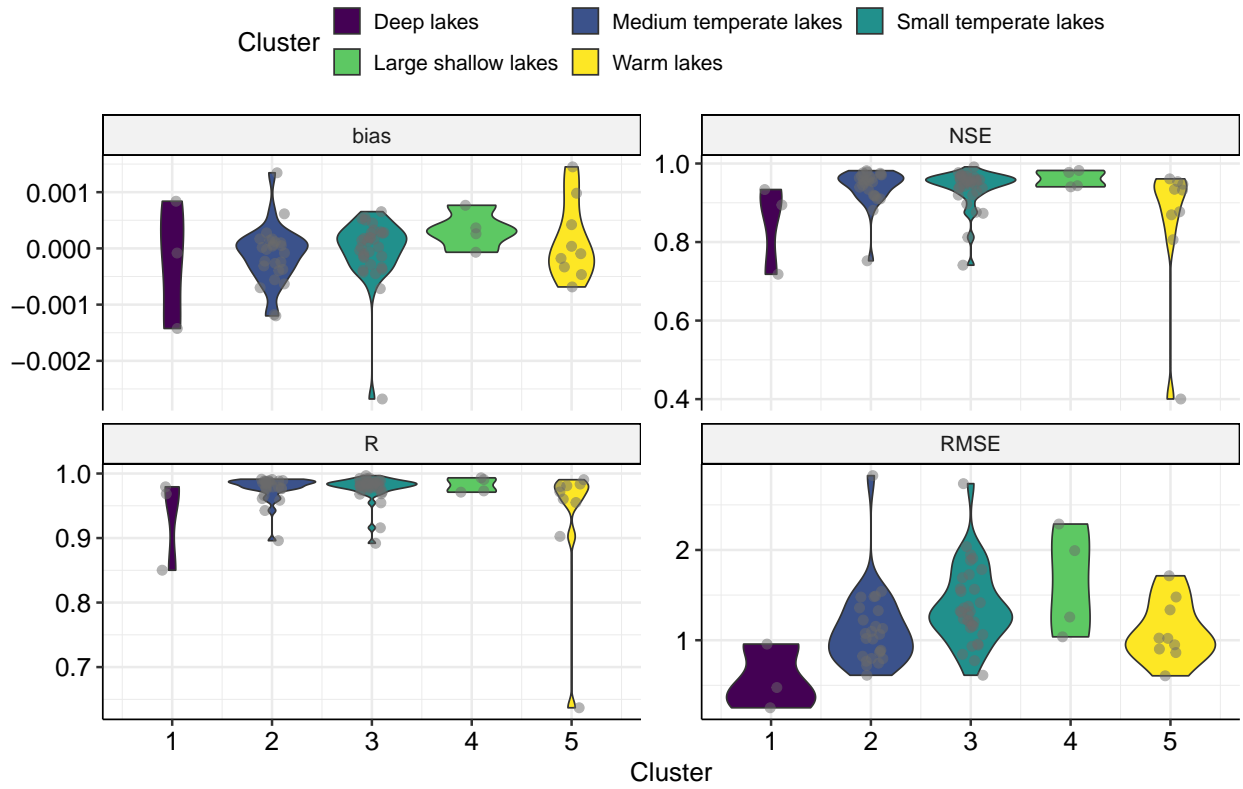 Cluster
Deep lakes
Medium temperate lakes
Small temperate lakes
Large shallow lakes
Warm lakes
bias
NSE
0.001
0.000
−0.001
−0.002
1.0
0.8
0.6
0.4
R
RMSE
1.0
0.9
0.8
0.7
2
1
1 2 3 4 5
1 2 3 4 5
Cluster